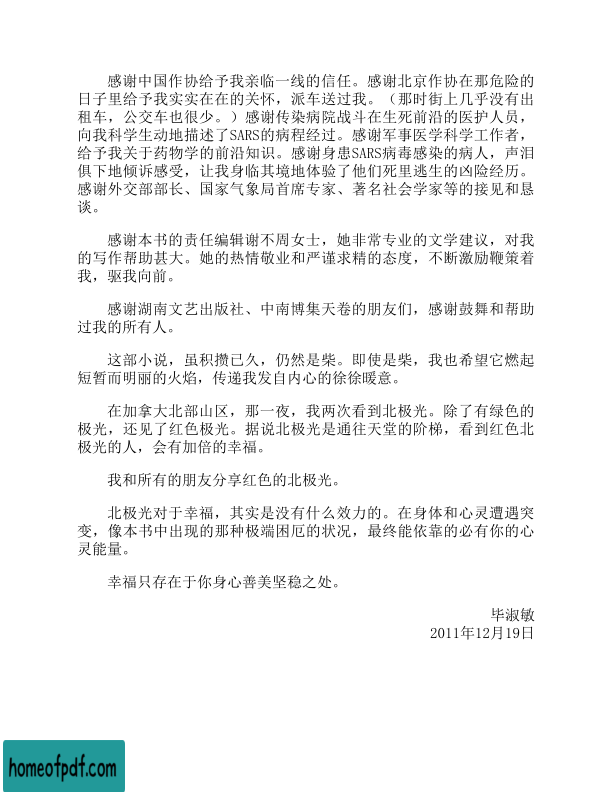 感谢中国作协给予我亲临一线的信任。感谢北京作协在那危险的
日子里给予我实实在在的关怀，派车送过我。（那时街上几乎没有出
租车，公交车也很少。）感谢传染病院战斗在生死前沿的医护人员，
向我科学生动地描述了SARS的病程经过。感谢军事医学科学工作者，
给予我关于药物学的前沿知识。感谢身患SARS病毒感染的病人，声泪
俱下地倾诉感受，让我身临其境地体验了他们死里逃生的凶险经历。
感谢外交部部长、国家气象局首席专家、著名社会学家等的接见和恳
谈。
感谢本书的责任编辑谢不周女士，她非常专业的文学建议，对我
的写作帮助甚大。她的热情敬业和严谨求精的态度，不断激励鞭策着
我，驱我向前。
感谢湖南文艺出版社、中南博集天卷的朋友们，感谢鼓舞和帮助
过我的所有人。
这部小说，虽积攒已久，仍然是柴。即使是柴，我也希望它燃起
短暂而明丽的火焰，传递我发自内心的徐徐暖意。
在加拿大北部山区，那一夜，我两次看到北极光。除了有绿色的
极光，还见了红色极光。据说北极光是通往天堂的阶梯，看到红色北
极光的人，会有加倍的幸福。
我和所有的朋友分享红色的北极光。
北极光对于幸福，其实是没有什么效力的。在身体和心灵遭遇突
变，像本书中出现的那种极端困厄的状况，最终能依靠的必有你的心
灵能量。
幸福只存在于你身心善美坚稳之处。
毕淑敏
2011年12月19日
homeofpdf.com